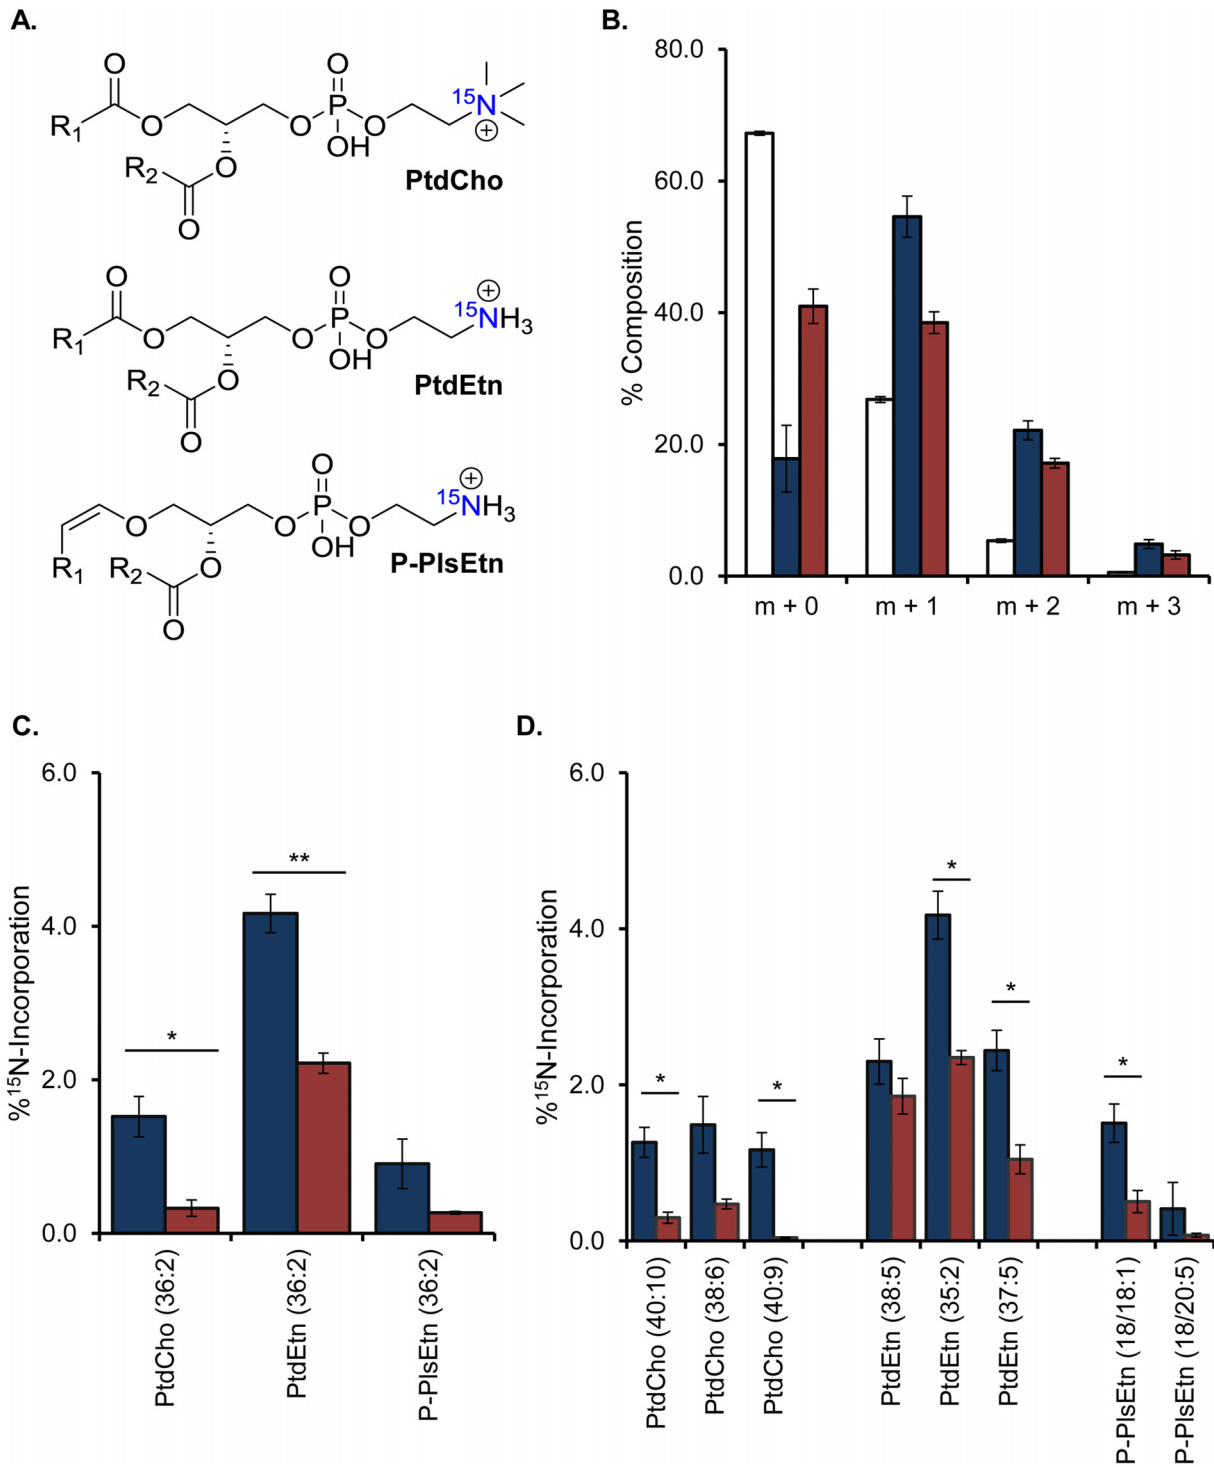 A.
O
R1
O
O
P
O
OH
O
15N
+
R2
O
O
PtdCho
O
R1
O
O
P
O
OH
O
15NH3
+
R2
O
O
PtdEtn
R1
O
O
P
O
OH
O
15NH3
+
R2
O
O
P-PlsEtn
B.
80.0
60.0
40.0
20.0
0.0
% Composition
m + 0
m + 1
m + 2
m + 3
C.
6.0
4.0
2.0
0.0
%15N-Incorporation
*
**
PtdCho (36:2)
PtdEtn (36:2)
P-PlsEtn (36:2)
D.
6.0
4.0
2.0
0.0
%15N-Incorporation
*
*
*
*
*
PtdCho (40:10)
PtdCho (38:6)
PtdCho (40:9)
PtdEtn (38:5)
PtdEtn (35:2)
PtdEtn (37:5)
P-PlsEtn (18/18:1)
P-PlsEtn (18/20:5)